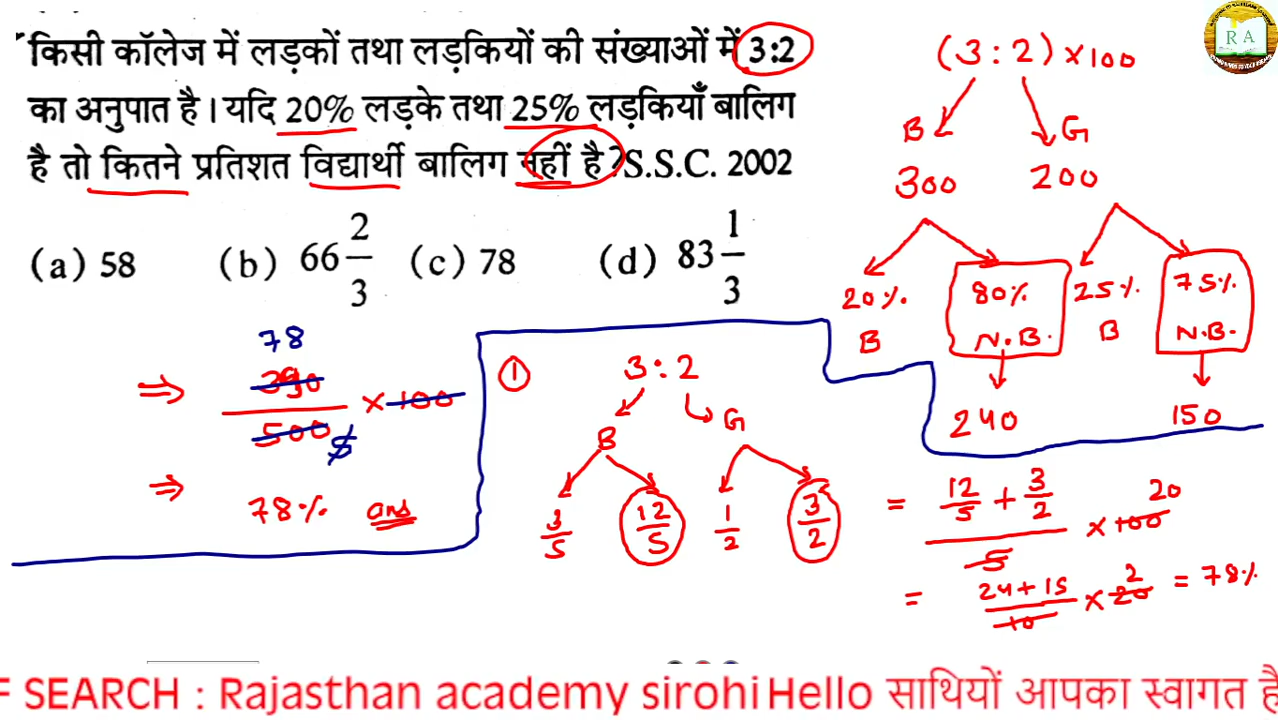 किसी कॉलेज में लड़कों तथा लड़कियों की संख्याओं में 3:2
का अनुपात है। यदि 20% लड़के तथा 25% लड़कियाँ बालिग
है तो कितने प्रतिशत विद्यार्थी बालिग नहीं है? S.S.C. 2002
(a) 58 (b) 66 2/3 (c) 78 (d) 83 1/3
(3 : 2) × 100
B G
300 200
20% 80% 25% 75%
B N.B. B N.B.
240 150
78
⇒ 390/500 × 100
5
⇒ 78% ans
① 3 : 2
B G
3/5 12/5 1/2 3/2
= (12/5 + 3/2)/5 × 100 20
= (24+15)/10 × 20 2 = 78%
R A
F SEARCH : Rajasthan academy sirohi Hello साथियों आपका स्वागत है